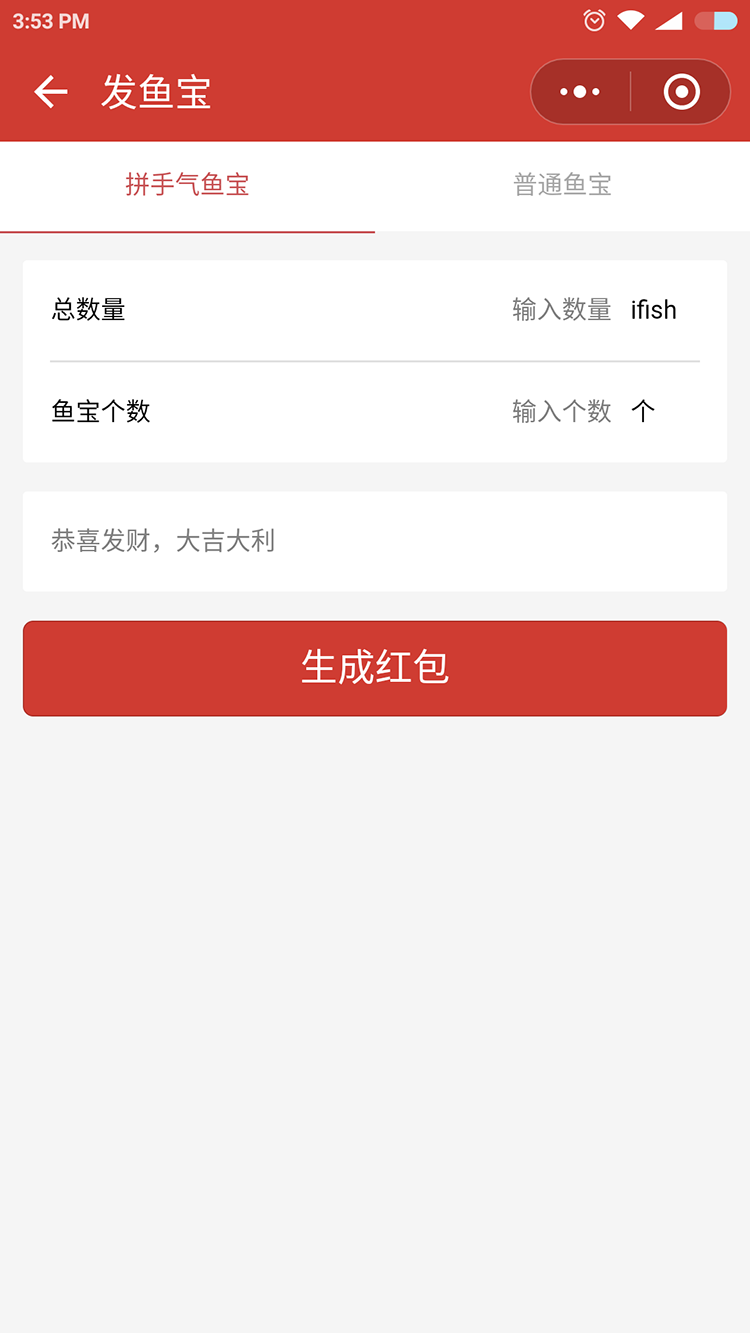 3:53 PM
发鱼宝
拼手气鱼宝 普通鱼宝
总数量 输入数量 ifish
鱼宝个数 输入个数 个
恭喜发财，大吉大利
生成红包